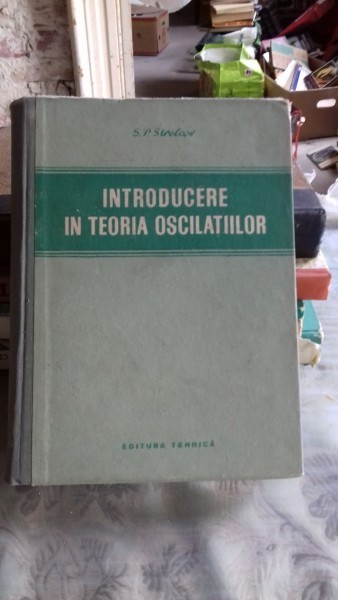 S. P. Strelcov
INTRODUCERE
IN TEORIA OSCILATIILOR
EDITURA TEHNICĂ